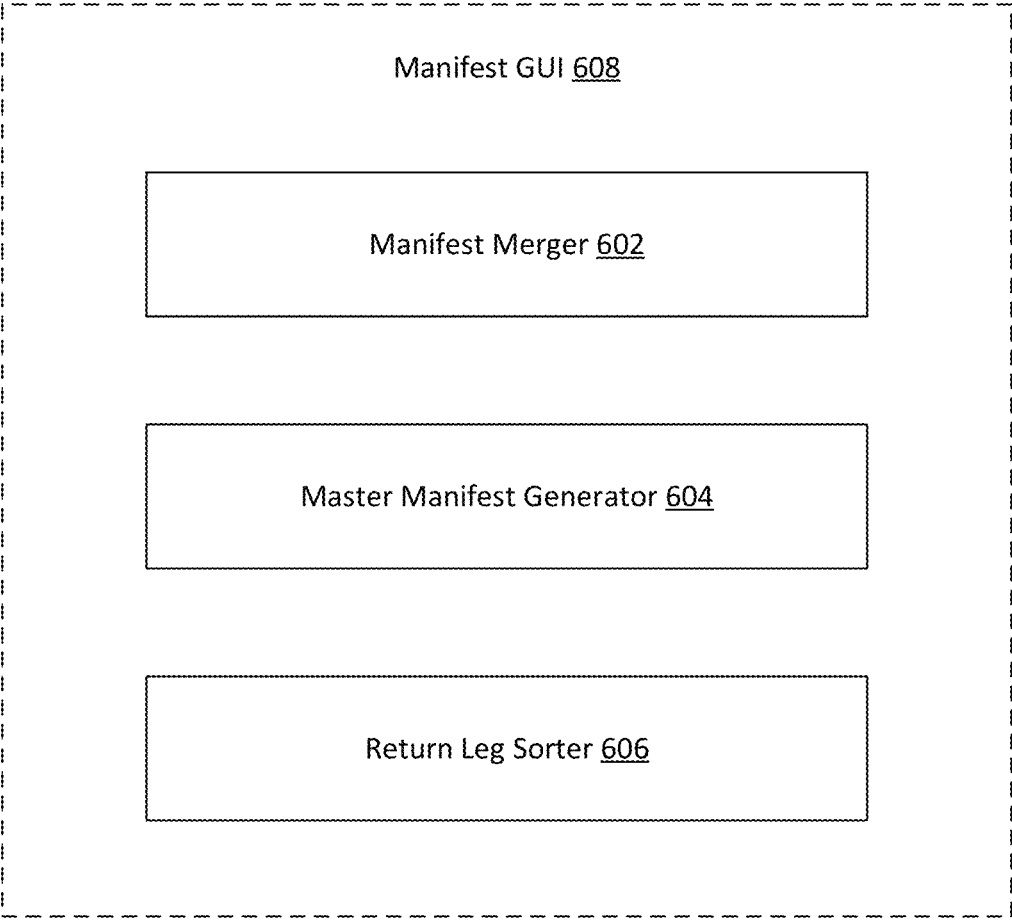 Manifest GUI 608
Manifest Merger 602
Master Manifest Generator 604
Return Leg Sorter 606